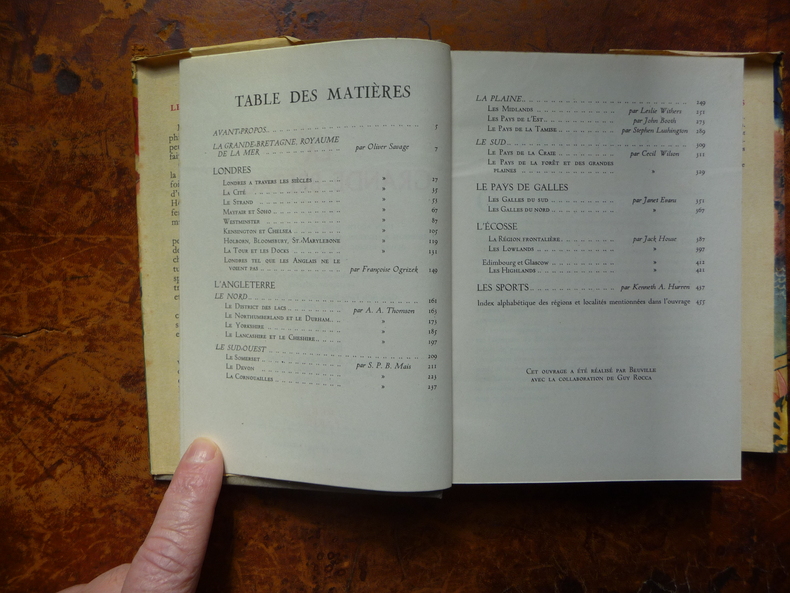 TABLE DES MATIÈRES
AVANT-PROPOS 5
LA GRANDE-BRETAGNE, ROYAUME
DE LA MER par Oliver Savage 7
LONDRES
Londres a travers les siècles » 27
La Cité » 35
Le Strand » 53
Mayfair et Soho » 67
Westminster » 87
Kensington et Chelsea » 105
Holborn, Bloomsbury, St-Marylebone » 119
La Tour et les Docks » 132
Londres tel que les Anglais ne le
voient pas par Françoise Ogrizek 149
L'ANGLETERRE
LE NORD 162
Le District des lacs par A. A. Thomson 163
Le Northumberland et le Durham » 173
Le Yorkshire » 185
Le Lancashire et le Cheshire » 197
LE SUD-OUEST 209
Le Somerset par S. P. B. Mais 211
Le Devon » 223
La Cornouailles » 237
LA PLAINE 249
Les Midlands par Leslie Withers 251
Les Pays de l'Est par John Booth 273
Le Pays de la Tamise par Stephen Lushington 289
LE SUD 309
Le Pays de la Craie par Cecil Wilson 311
Le Pays de la forêt et des grandes
plaines » 329
LE PAYS DE GALLES
Les Galles du sud par Janet Evans 351
Les Galles du nord » 367
L'ÉCOSSE
La Région frontalière par Jack House 387
Les Lowlands » 397
Edimbourg et Glascow » 412
Les Highlands » 421
LES SPORTS par Kenneth A. Hurren 437
Index alphabétique des régions et localités mentionnées dans l'ouvrage 455
Cet ouvrage a été réalisé par Beuville
avec la collaboration de Guy Rocca